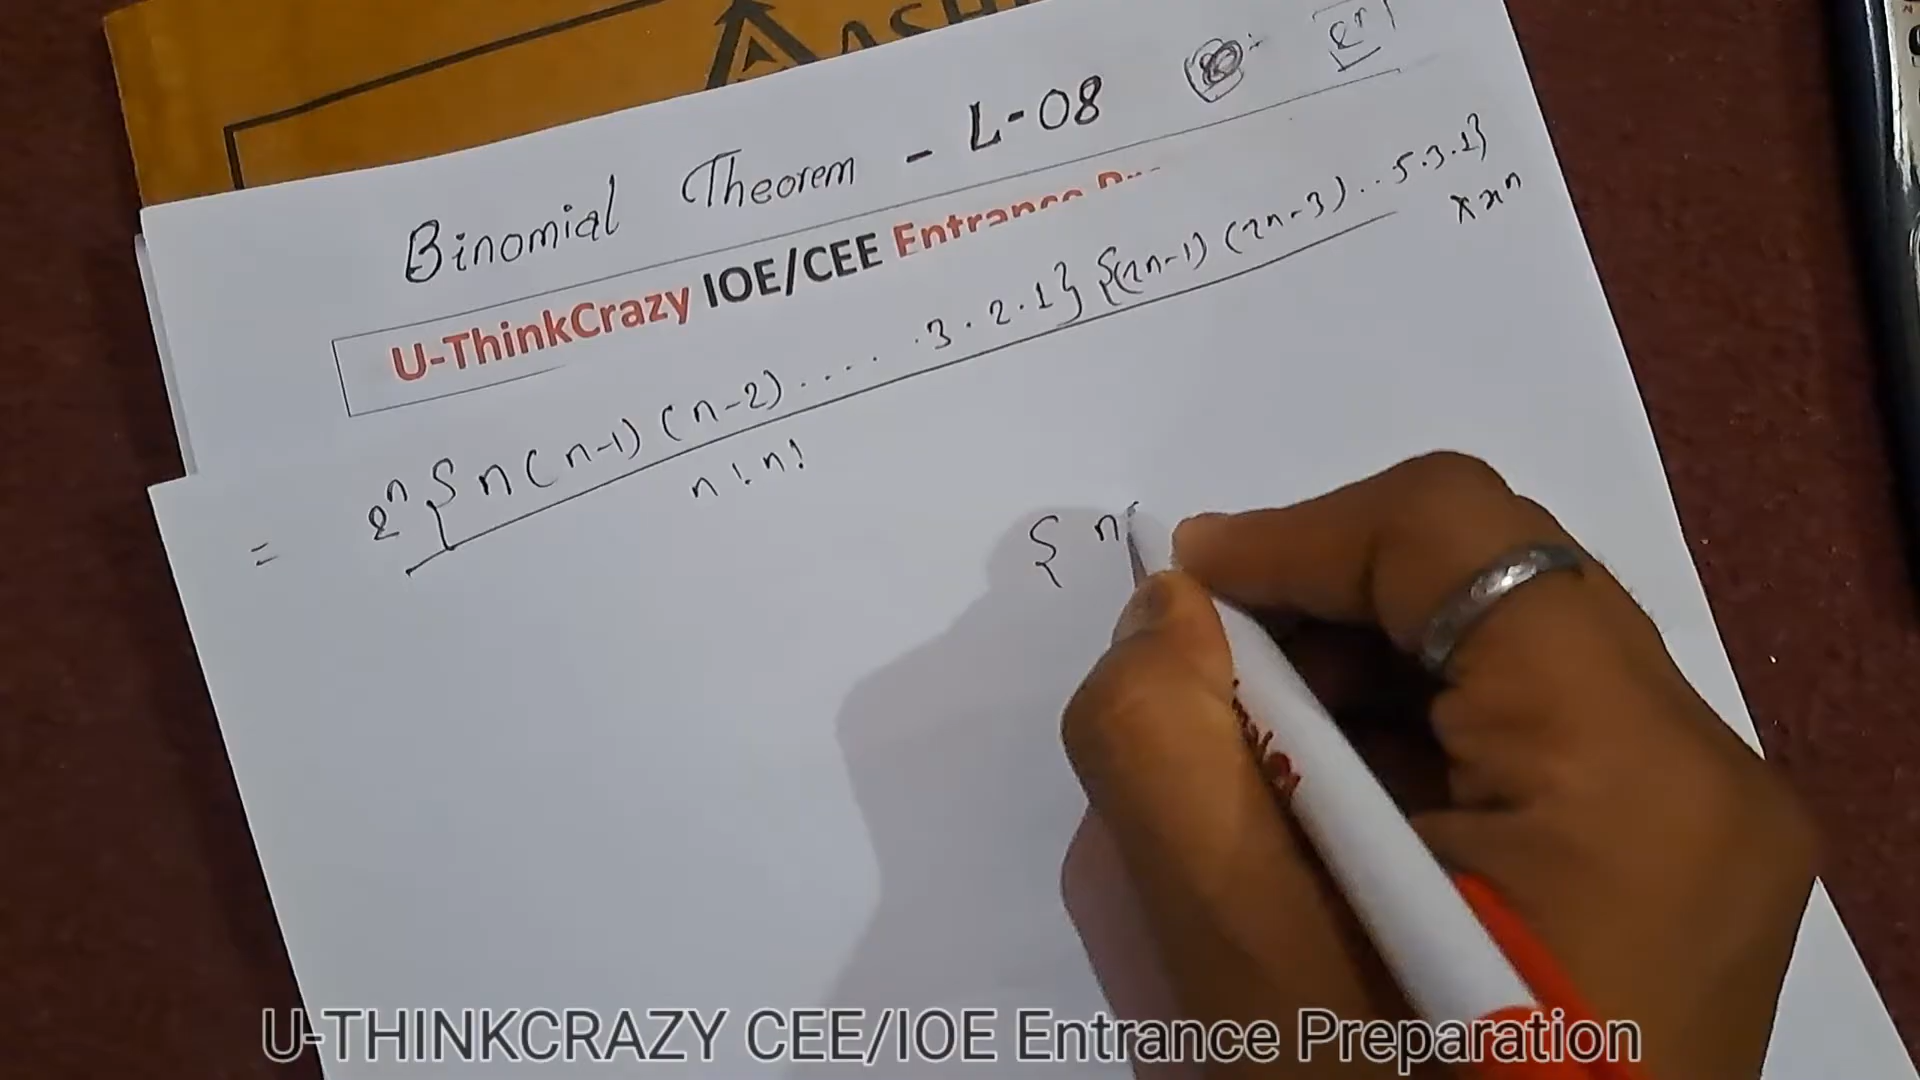 ASH
Binomial Theorem - L-08
2ⁿ
U-ThinkCrazy IOE/CEE Entrance
= 2ⁿ {n(n-1)(n-2).... .3.2.1} {(2n-1)(2n-3)...5.3.1}
× xⁿ
n! n!
{ n
U-THINKCRAZY CEE/IOE Entrance Preparation